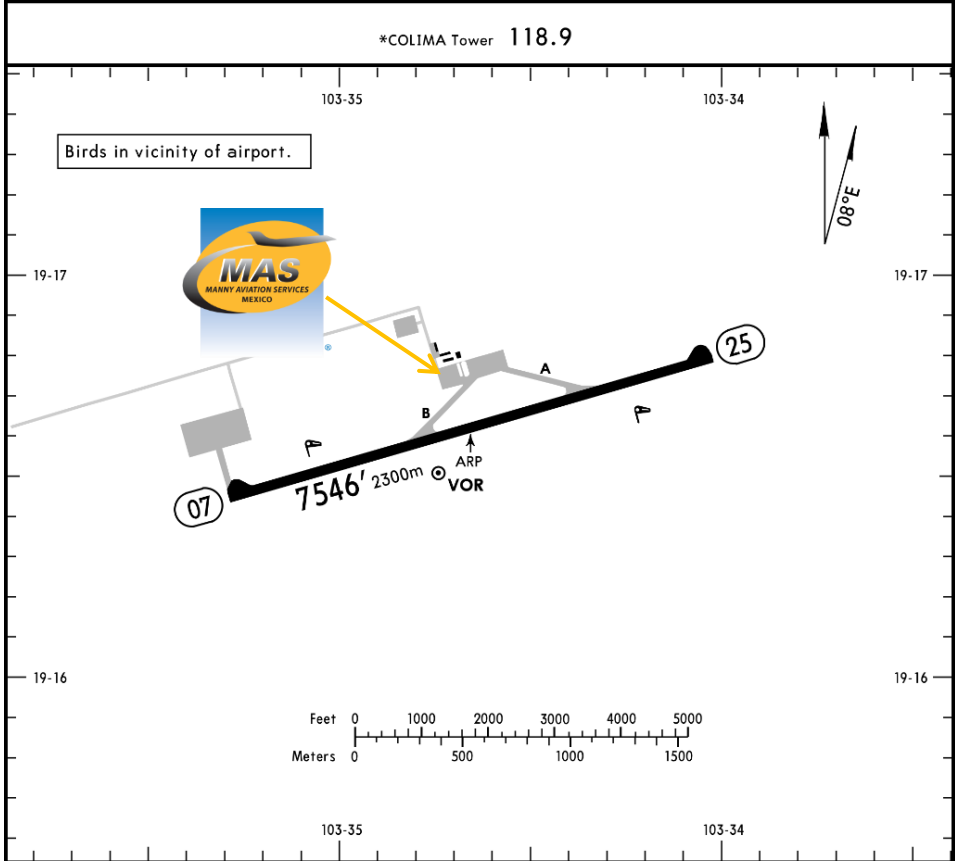 *COLIMA Tower 118.9
103-35 103-34
Birds in vicinity of airport.
08°E
MAS
MANNY AVIATION SERVICES
MEXICO
®
19-17 19-17
25
A
B
ARP
7546' 2300m VOR
07
19-16 19-16
Feet 0 1000 2000 3000 4000 5000
Meters 0 500 1000 1500
103-35 103-34